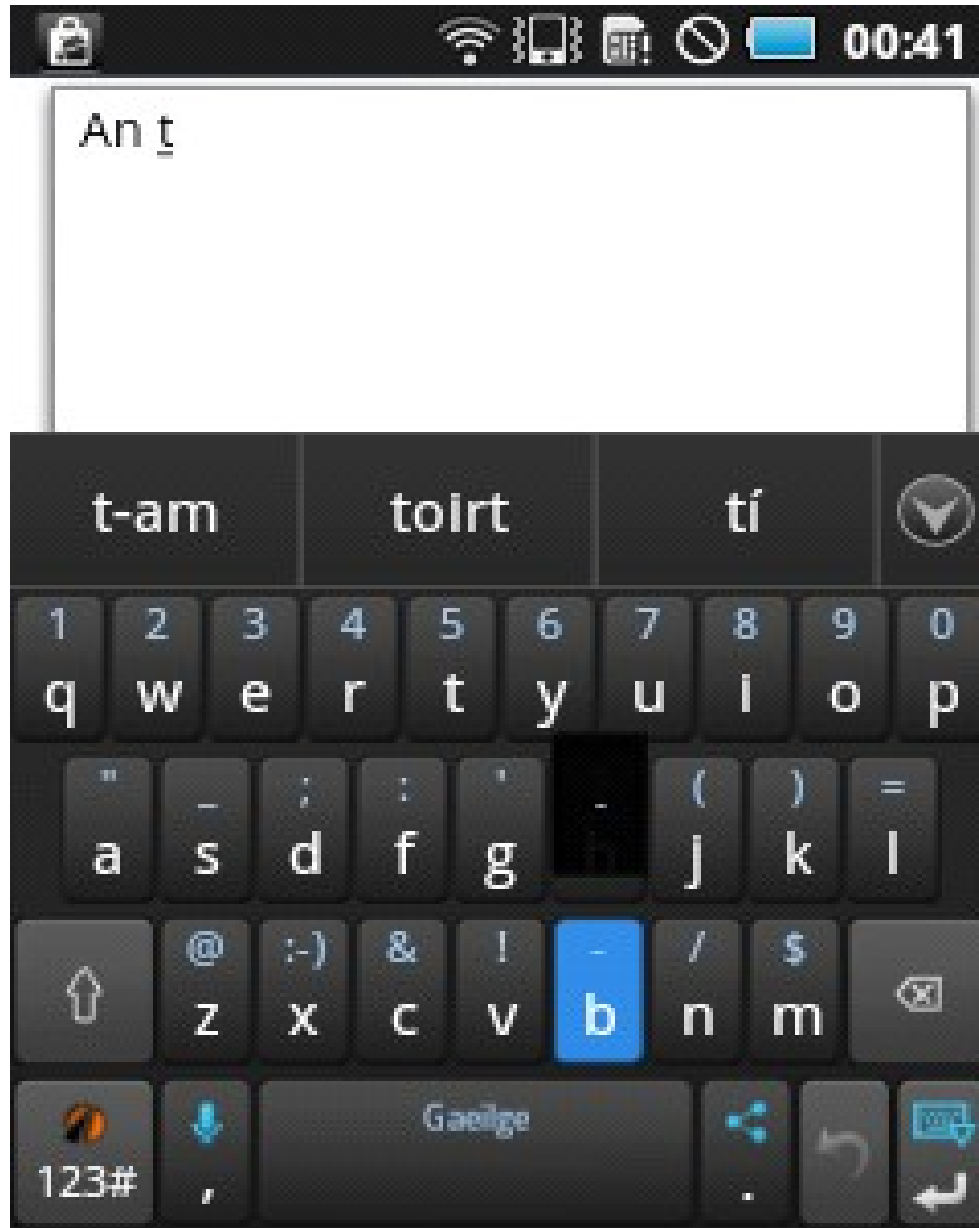 00:41
An t
t-am toirt tí
1 2 3 4 5 6 7 8 9 0
q w e r t y u i o p
" _ ; : ' - ( ) =
a s d f g j k l
@ :-) & ! - / $
z x c v b n m
Gaeilge
123# , .